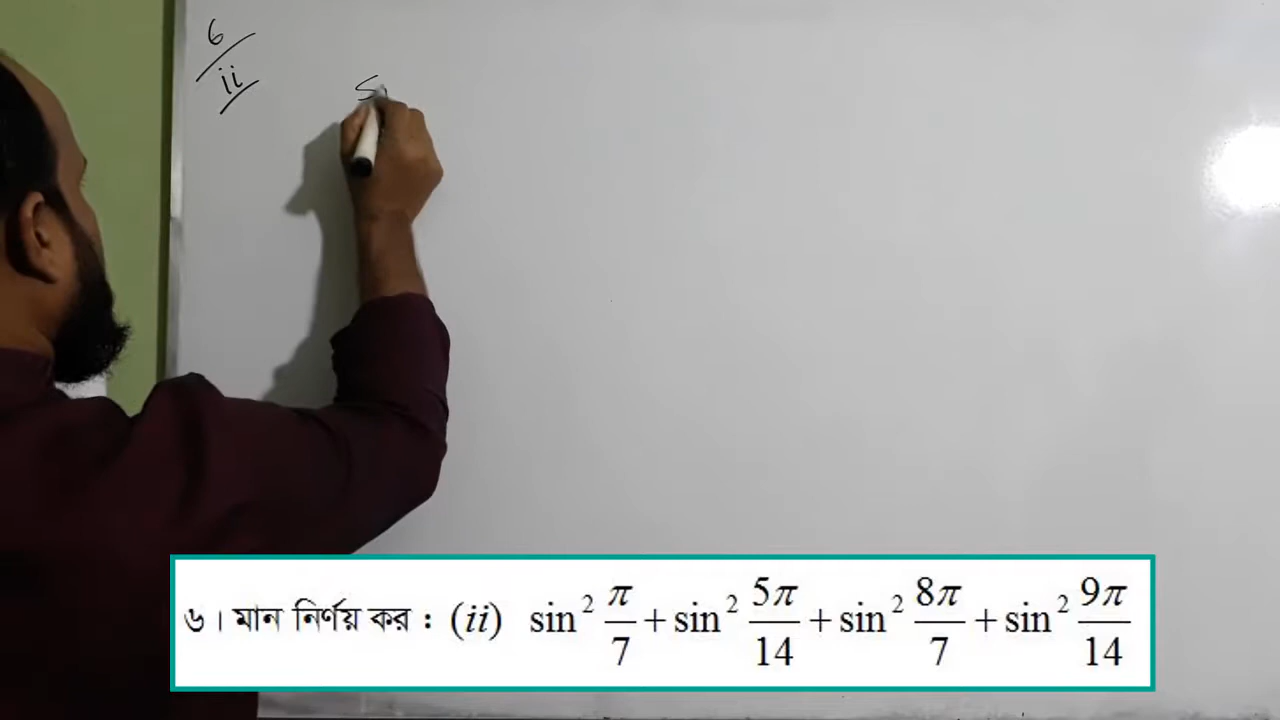 6
ii
S
৬। মান নির্ণয় কর : (ii) sin² π/7 + sin² 5π/14 + sin² 8π/7 + sin² 9π/14